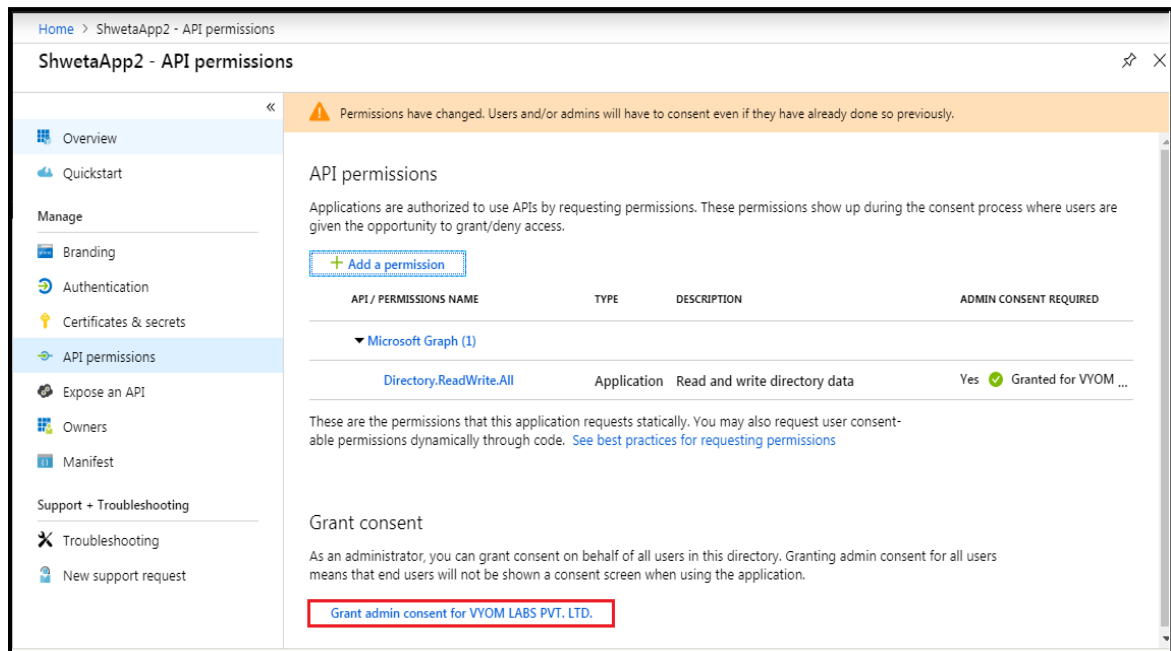 Home > ShwetaApp2 - API permissions
ShwetaApp2 - API permissions
«
Overview
Quickstart
Manage
Branding
Authentication
Certificates & secrets
API permissions
Expose an API
Owners
Manifest
Support + Troubleshooting
Troubleshooting
New support request
Permissions have changed. Users and/or admins will have to consent even if they have already done so previously.
API permissions
Applications are authorized to use APIs by requesting permissions. These permissions show up during the consent process where users are
given the opportunity to grant/deny access.
+ Add a permission
API / PERMISSIONS NAME TYPE DESCRIPTION ADMIN CONSENT REQUIRED
Microsoft Graph (1)
Directory.ReadWrite.All Application Read and write directory data Yes Granted for VYOM ...
These are the permissions that this application requests statically. You may also request user consent-
able permissions dynamically through code. See best practices for requesting permissions
Grant consent
As an administrator, you can grant consent on behalf of all users in this directory. Granting admin consent for all users
means that end users will not be shown a consent screen when using the application.
Grant admin consent for VYOM LABS PVT. LTD.